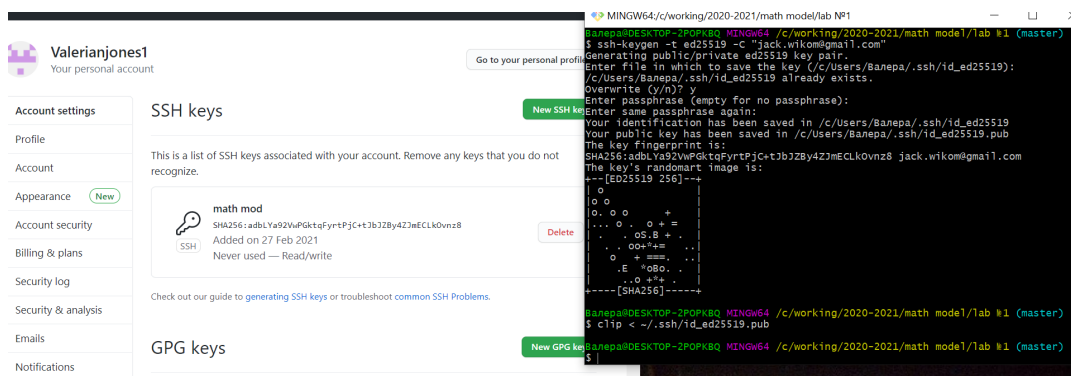 Valerianjones1
Your personal account
Go to your personal profile
Account settings
Profile
Account
Appearance New
Account security
Billing & plans
Security log
Security & analysis
Emails
Notifications
SSH keys
New SSH key
This is a list of SSH keys associated with your account. Remove any keys that you do not
recognize.
math mod
SHA256:adbLYa92VwPGktqFyrtPjC+tJbJZBy4ZJmECLkOvnz8
Added on 27 Feb 2021
Never used — Read/write
SSH
Delete
Check out our guide to generating SSH keys or troubleshoot common SSH Problems.
GPG keys
New GPG key
MINGW64:/c/working/2020-2021/math model/lab №1
Валера@DESKTOP-2POPKBQ MINGW64 /c/working/2020-2021/math model/lab №1 (master)
$ ssh-keygen -t ed25519 -C "jack.wikom@gmail.com"
Generating public/private ed25519 key pair.
Enter file in which to save the key (/c/Users/Валера/.ssh/id_ed25519):
/c/Users/Валера/.ssh/id_ed25519 already exists.
Overwrite (y/n)? y
Enter passphrase (empty for no passphrase):
Enter same passphrase again:
Your identification has been saved in /c/Users/Валера/.ssh/id_ed25519
Your public key has been saved in /c/Users/Валера/.ssh/id_ed25519.pub
The key fingerprint is:
SHA256:adbLYa92VwPGktqFyrtPjC+tJbJZBy4ZJmECLkOvnz8 jack.wikom@gmail.com
The key's randomart image is:
+--[ED25519 256]--+
| o               |
|o o              |
|o. o o     +     |
|... o .  o + =   |
| .   . oS.B + .  |
|  . . oo+*+=   ..|
|   o   + ===.  ..|
|    .E  *oBo. .  |
|     ..o +*+ .   |
+----[SHA256]-----+
Валера@DESKTOP-2POPKBQ MINGW64 /c/working/2020-2021/math model/lab №1 (master)
$ clip < ~/.ssh/id_ed25519.pub
Валера@DESKTOP-2POPKBQ MINGW64 /c/working/2020-2021/math model/lab №1 (master)
$